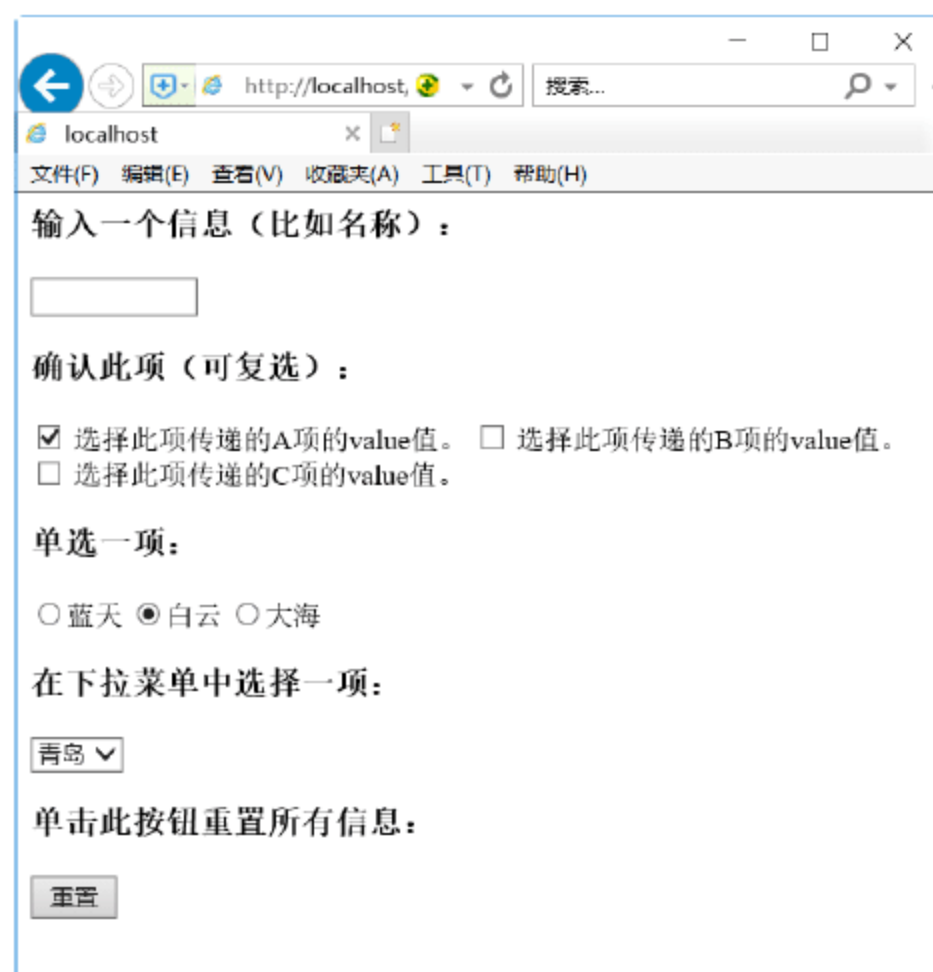 http://localhost,
搜索...
localhost
文件(F) 编辑(E) 查看(V) 收藏夹(A) 工具(T) 帮助(H)
输入一个信息（比如名称）：
确认此项（可复选）：
选择此项传递的A项的value值。 选择此项传递的B项的value值。
选择此项传递的C项的value值。
单选一项：
蓝天 白云 大海
在下拉菜单中选择一项：
青岛
单击此按钮重置所有信息：
重置